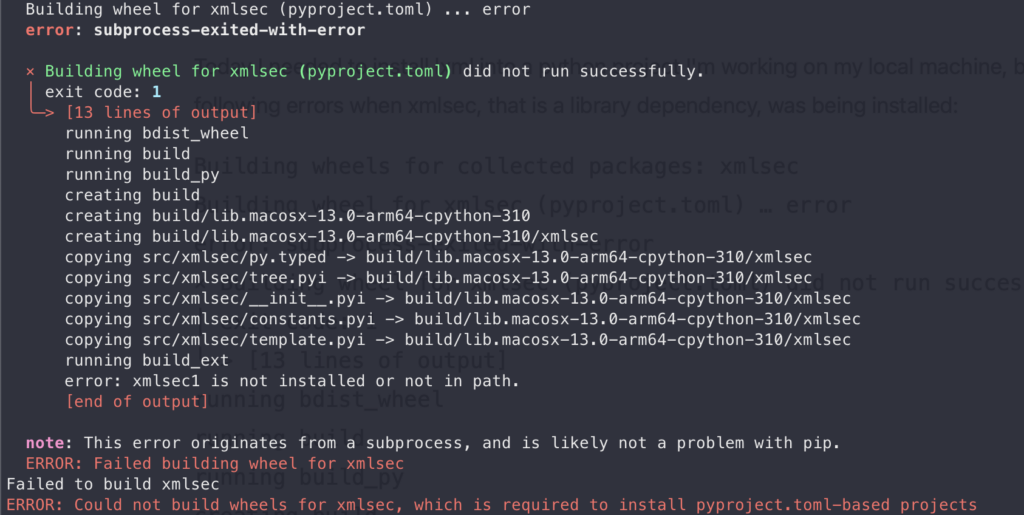 Building wheel for xmlsec (pyproject.toml) ... error
error: subprocess-exited-with-error
× Building wheel for xmlsec (pyproject.toml) did not run successfully.
│ exit code: 1
╰─> [13 lines of output]
running bdist_wheel
running build
running build_py
creating build
creating build/lib.macosx-13.0-arm64-cpython-310
creating build/lib.macosx-13.0-arm64-cpython-310/xmlsec
copying src/xmlsec/py.typed -> build/lib.macosx-13.0-arm64-cpython-310/xmlsec
copying src/xmlsec/tree.pyi -> build/lib.macosx-13.0-arm64-cpython-310/xmlsec
copying src/xmlsec/__init__.pyi -> build/lib.macosx-13.0-arm64-cpython-310/xmlsec
copying src/xmlsec/constants.pyi -> build/lib.macosx-13.0-arm64-cpython-310/xmlsec
copying src/xmlsec/template.pyi -> build/lib.macosx-13.0-arm64-cpython-310/xmlsec
running build_ext
error: xmlsec1 is not installed or not in path.
[end of output]
note: This error originates from a subprocess, and is likely not a problem with pip.
ERROR: Failed building wheel for xmlsec
Failed to build xmlsec
ERROR: Could not build wheels for xmlsec, which is required to install pyproject.toml-based projects